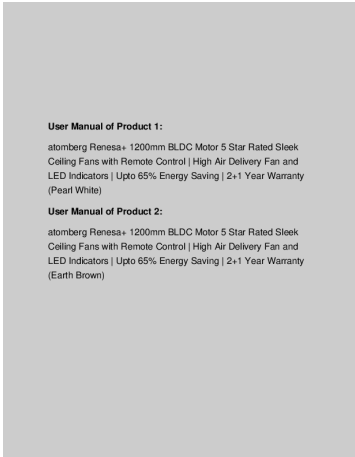 User Manual of Product 1:
atomberg Renesa+ 1200mm BLDC Motor 5 Star Rated Sleek
Ceiling Fans with Remote Control | High Air Delivery Fan and
LED Indicators | Upto 65% Energy Saving | 2+1 Year Warranty
(Pearl White)
User Manual of Product 2:
atomberg Renesa+ 1200mm BLDC Motor 5 Star Rated Sleek
Ceiling Fans with Remote Control | High Air Delivery Fan and
LED Indicators | Upto 65% Energy Saving | 2+1 Year Warranty
(Earth Brown)